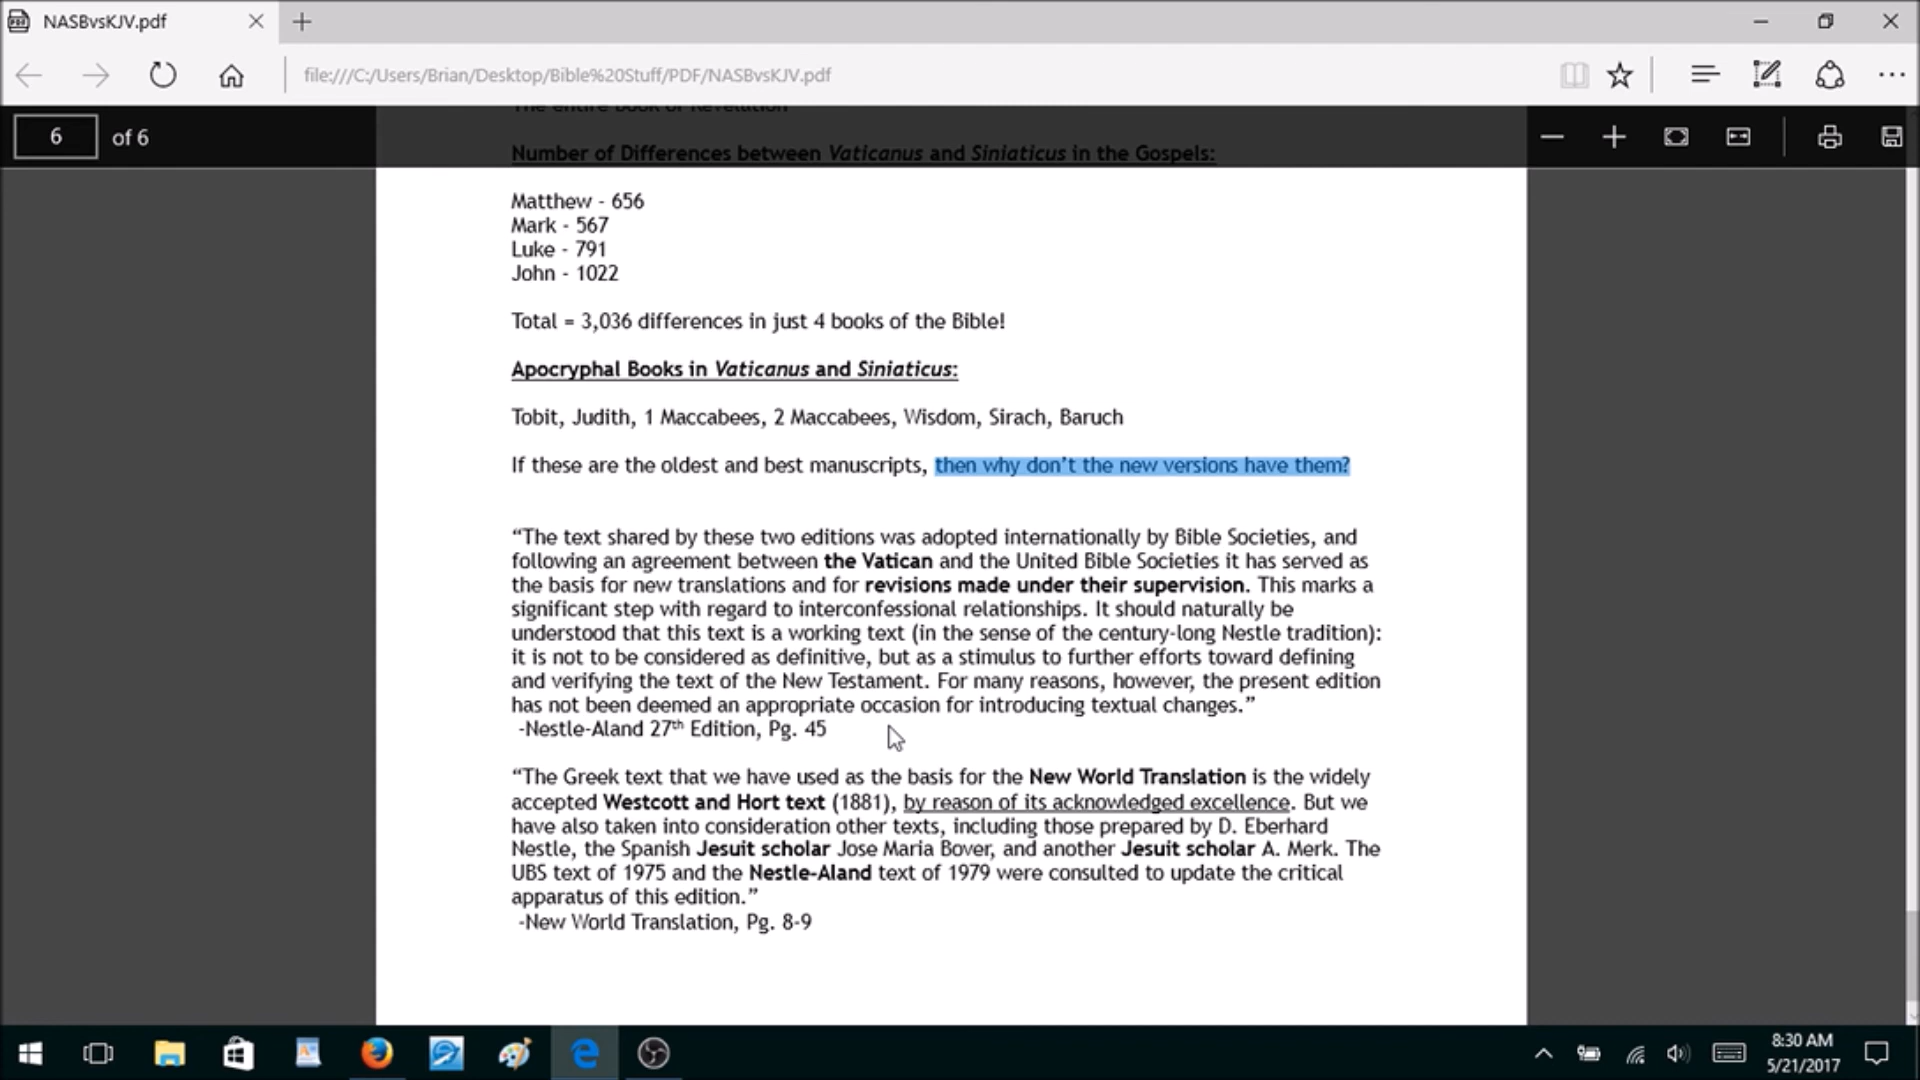 NASBvsKJV.pdf
file:///C:/Users/Brian/Desktop/Bible%20Stuff/PDF/NASBvsKJV.pdf
The entire book of Revelation
6 of 6
Number of Differences between Vaticanus and Siniaticus in the Gospels:
Matthew - 656
Mark - 567
Luke - 791
John - 1022
Total = 3,036 differences in just 4 books of the Bible!
Apocryphal Books in Vaticanus and Siniaticus:
Tobit, Judith, 1 Maccabees, 2 Maccabees, Wisdom, Sirach, Baruch
If these are the oldest and best manuscripts, then why don't the new versions have them?
“The text shared by these two editions was adopted internationally by Bible Societies, and
following an agreement between the Vatican and the United Bible Societies it has served as
the basis for new translations and for revisions made under their supervision. This marks a
significant step with regard to interconfessional relationships. It should naturally be
understood that this text is a working text (in the sense of the century-long Nestle tradition):
it is not to be considered as definitive, but as a stimulus to further efforts toward defining
and verifying the text of the New Testament. For many reasons, however, the present edition
has not been deemed an appropriate occasion for introducing textual changes.”
-Nestle-Aland 27th Edition, Pg. 45
“The Greek text that we have used as the basis for the New World Translation is the widely
accepted Westcott and Hort text (1881), by reason of its acknowledged excellence. But we
have also taken into consideration other texts, including those prepared by D. Eberhard
Nestle, the Spanish Jesuit scholar Jose Maria Bover, and another Jesuit scholar A. Merk. The
UBS text of 1975 and the Nestle-Aland text of 1979 were consulted to update the critical
apparatus of this edition.”
-New World Translation, Pg. 8-9
8:30 AM
5/21/2017